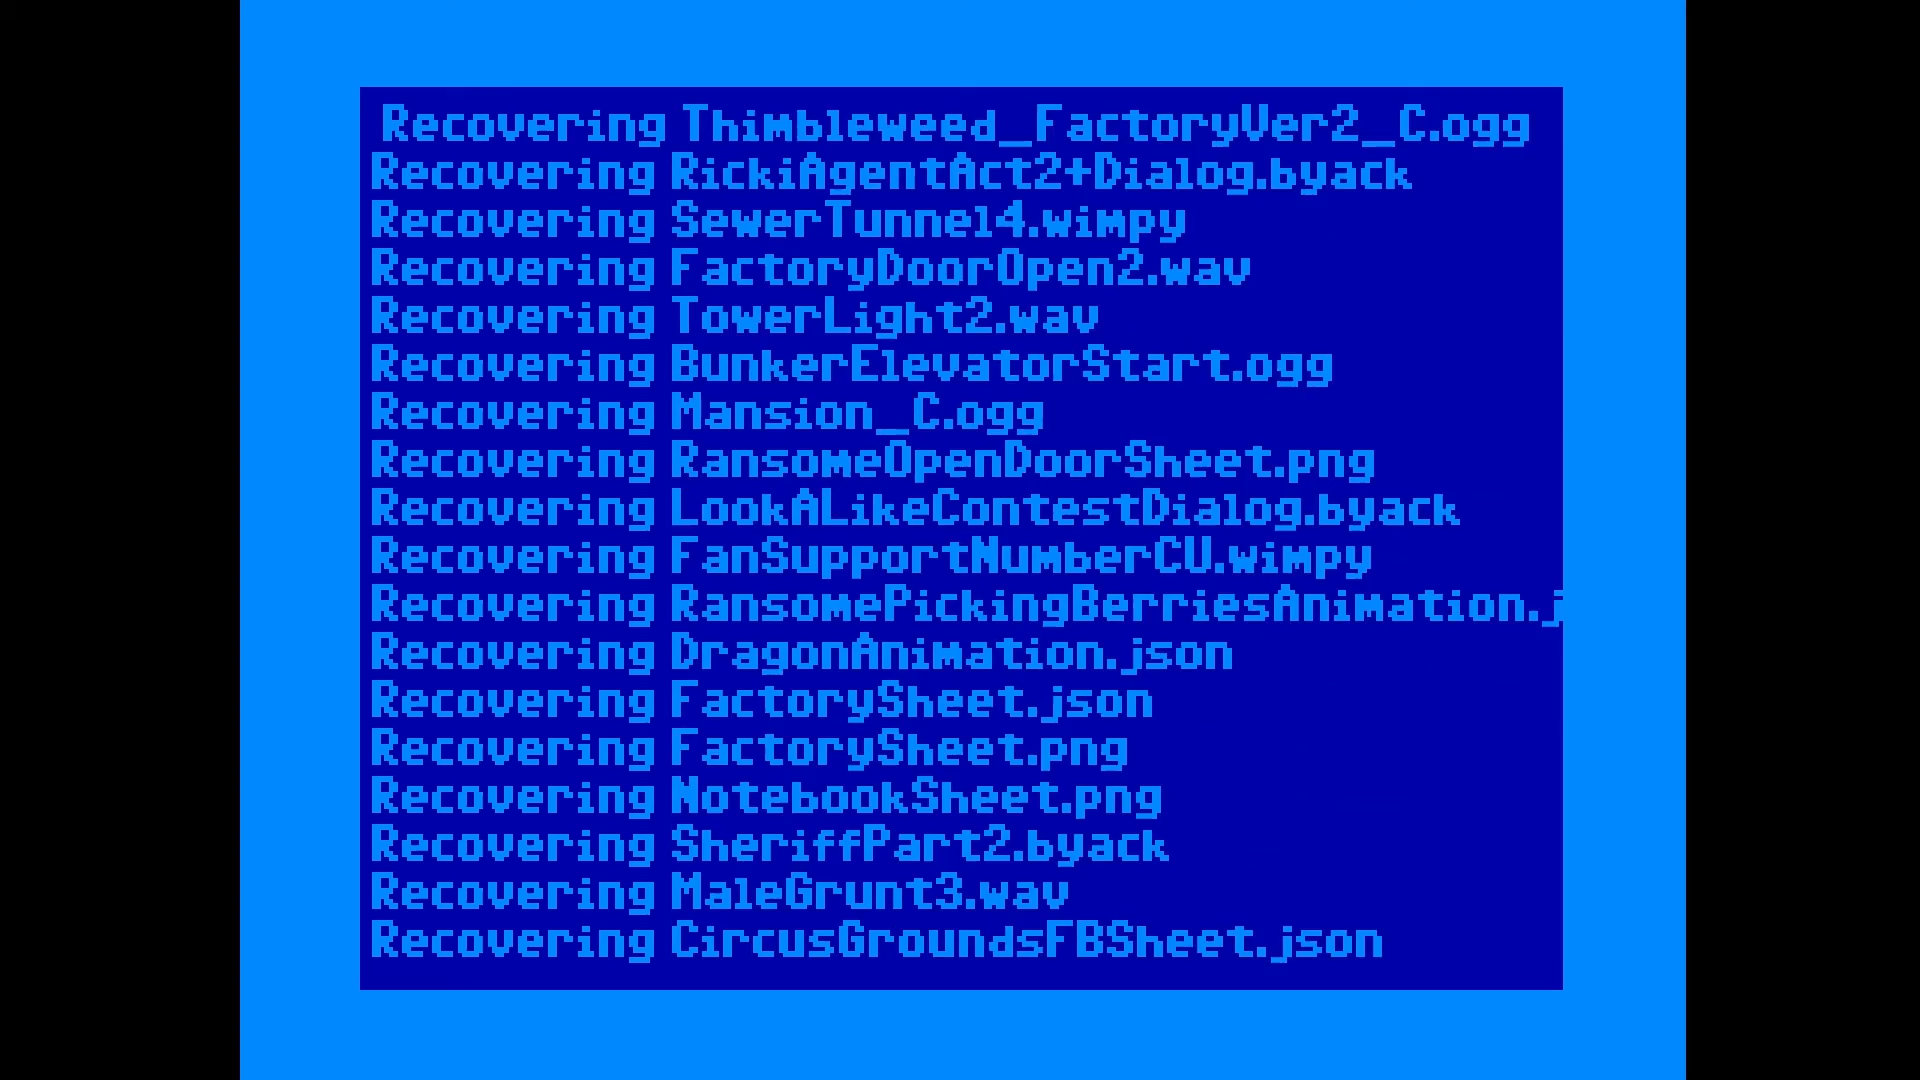 Recovering Thimbleweed_FactoryVer2_C.ogg
Recovering RickiAgentAct2+Dialog.byack
Recovering SewerTunnel4.wimpy
Recovering FactoryDoorOpen2.wav
Recovering TowerLight2.wav
Recovering BunkerElevatorStart.ogg
Recovering Mansion_C.ogg
Recovering RansomeOpenDoorSheet.png
Recovering LookALikeContestDialog.byack
Recovering FanSupportNumberCU.wimpy
Recovering RansomePickingBerriesAnimation.j
Recovering DragonAnimation.json
Recovering FactorySheet.json
Recovering FactorySheet.png
Recovering NotebookSheet.png
Recovering SheriffPart2.byack
Recovering MaleGrunt3.wav
Recovering CircusGroundsFBSheet.json